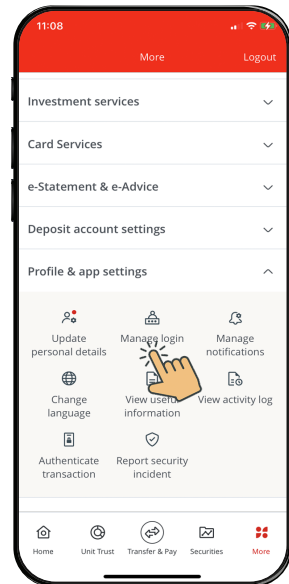 11:08
More Logout
Investment services
Card Services
e-Statement & e-Advice
Deposit account settings
Profile & app settings
Update personal details
Manage login
Manage notifications
Change language
View useful information
View activity log
Authenticate transaction
Report security incident
Home Unit Trust Transfer & Pay Securities More